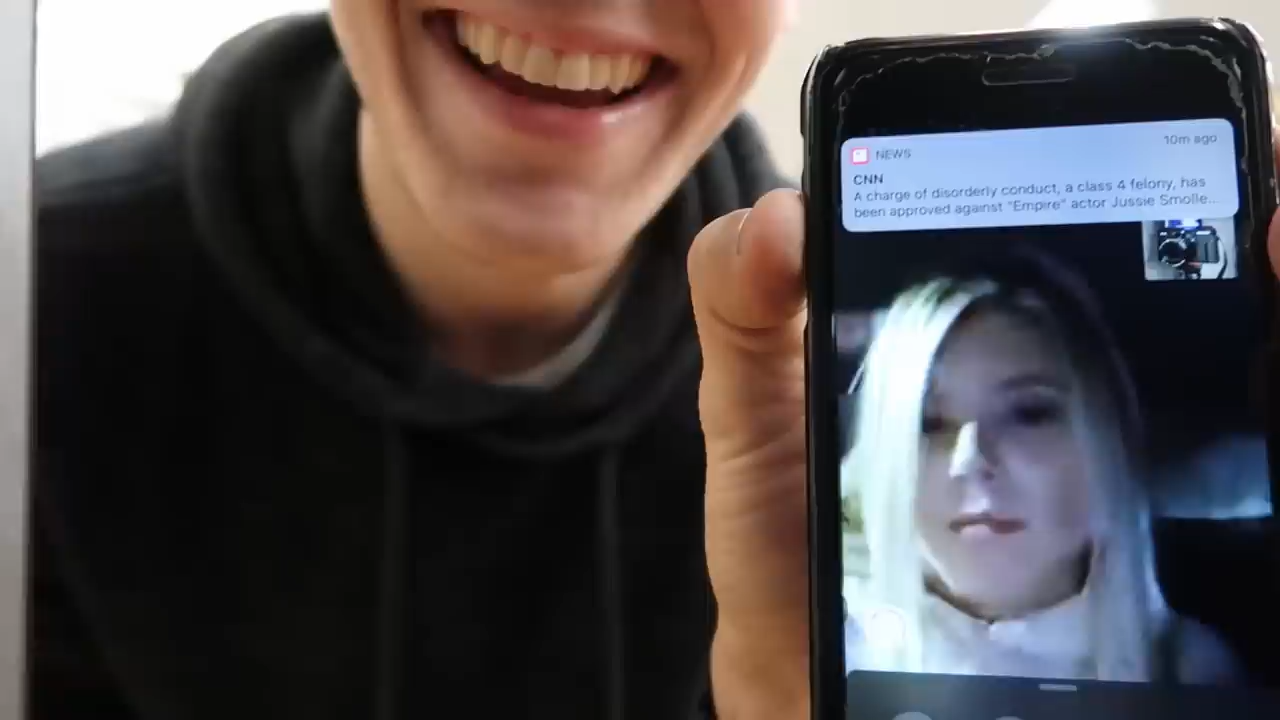 NEWS
10m ago
CNN
A charge of disorderly conduct, a class 4 felony, has
been approved against "Empire" actor Jussie Smolle...